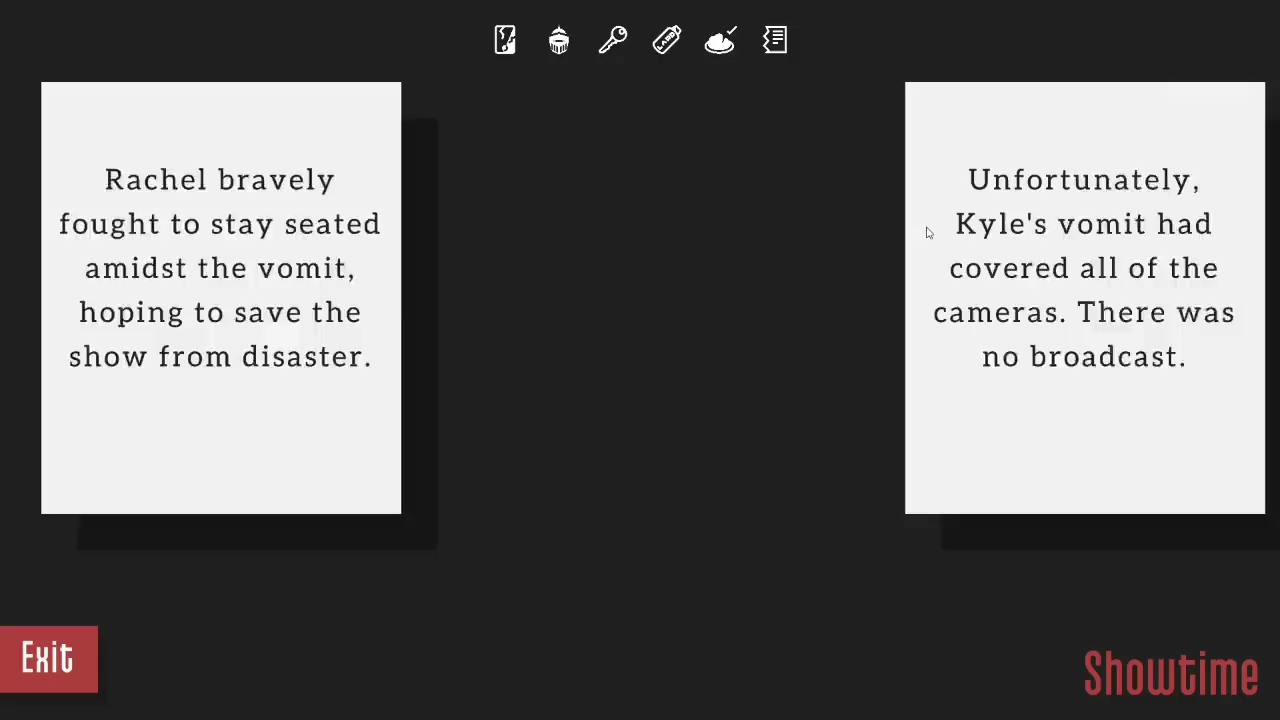 Rachel bravely
fought to stay seated
amidst the vomit,
hoping to save the
show from disaster.
Unfortunately,
Kyle's vomit had
covered all of the
cameras. There was
no broadcast.
Exit
Showtime